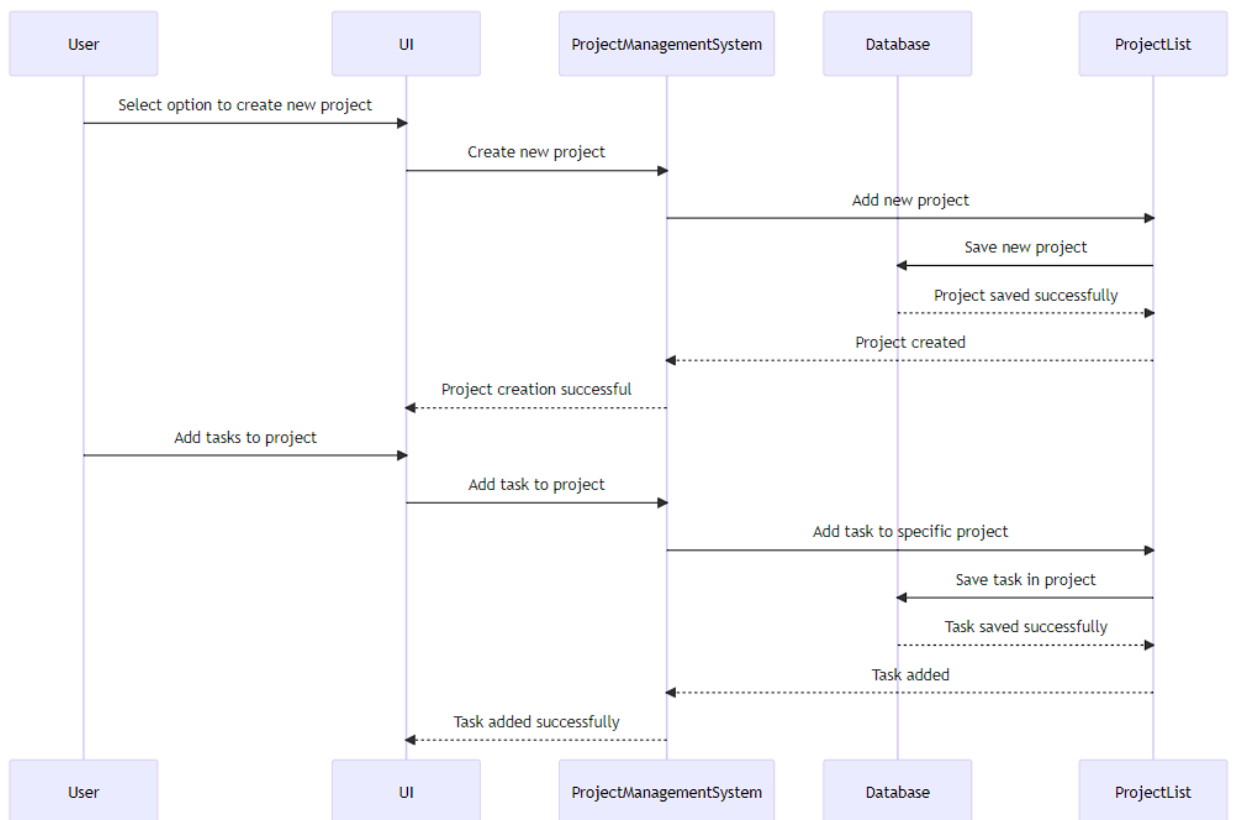 User
UI
ProjectManagementSystem
Database
ProjectList
Select option to create new project
Create new project
Add new project
Save new project
Project saved successfully
Project created
Project creation successful
Add tasks to project
Add task to project
Add task to specific project
Save task in project
Task saved successfully
Task added
Task added successfully
User
UI
ProjectManagementSystem
Database
ProjectList